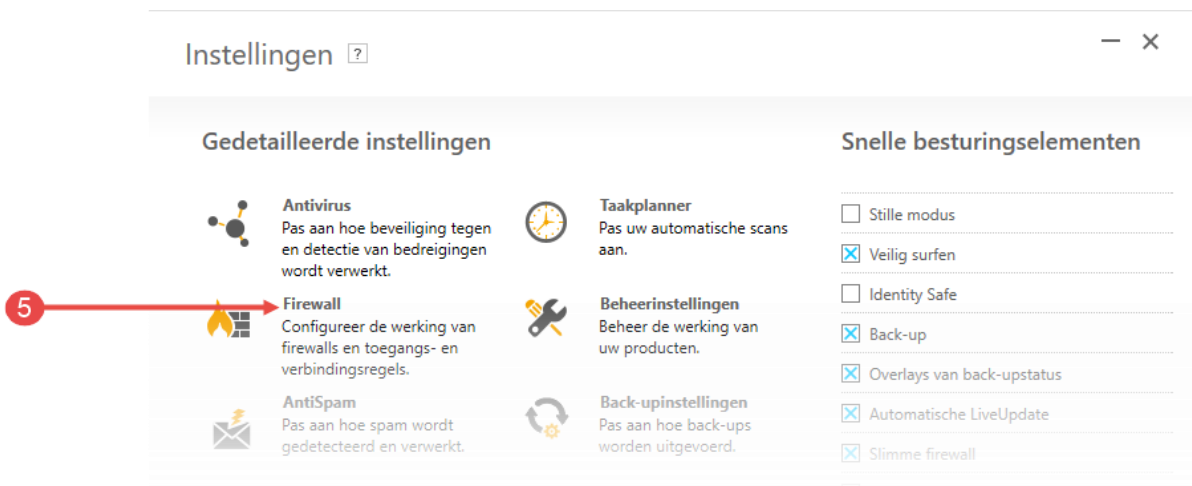 Instellingen ?
Gedetailleerde instellingen
Antivirus
Pas aan hoe beveiliging tegen
en detectie van bedreigingen
wordt verwerkt.
5
Firewall
Configureer de werking van
firewalls en toegangs- en
verbindingsregels.
AntiSpam
Pas aan hoe spam wordt
gedetecteerd en verwerkt.
Taakplanner
Pas uw automatische scans
aan.
Beheerinstellingen
Beheer de werking van
uw producten.
Back-upinstellingen
Pas aan hoe back-ups
worden uitgevoerd.
Snelle besturingselementen
Stille modus
Veilig surfen
Identity Safe
Back-up
Overlays van back-upstatus
Automatische LiveUpdate
Slimme firewall